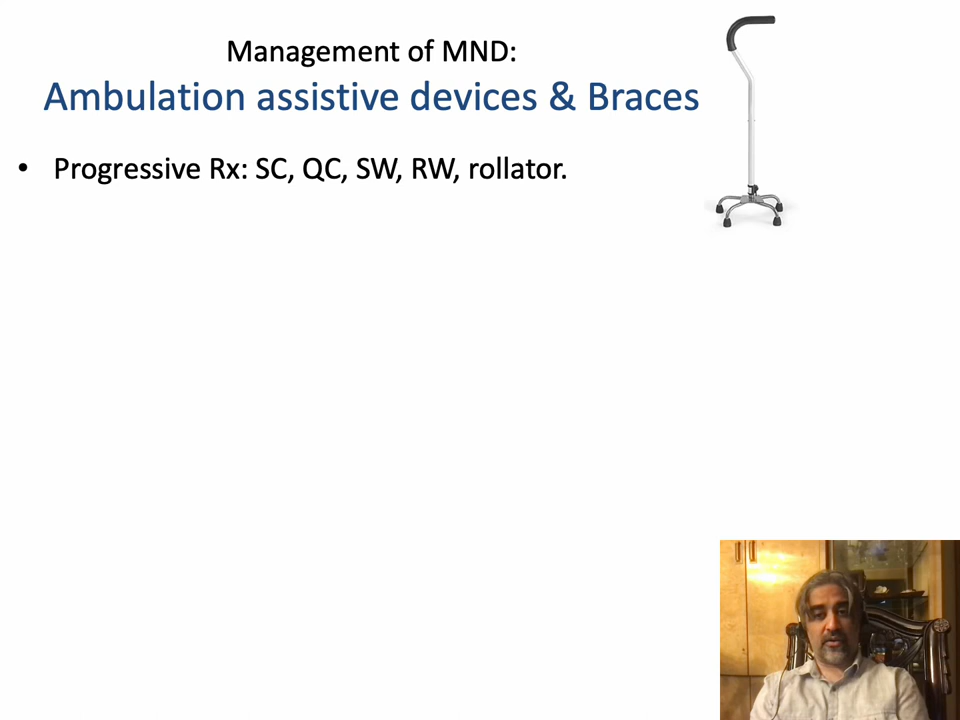 Management of MND:
Ambulation assistive devices & Braces
• Progressive Rx: SC, QC, SW, RW, rollator.